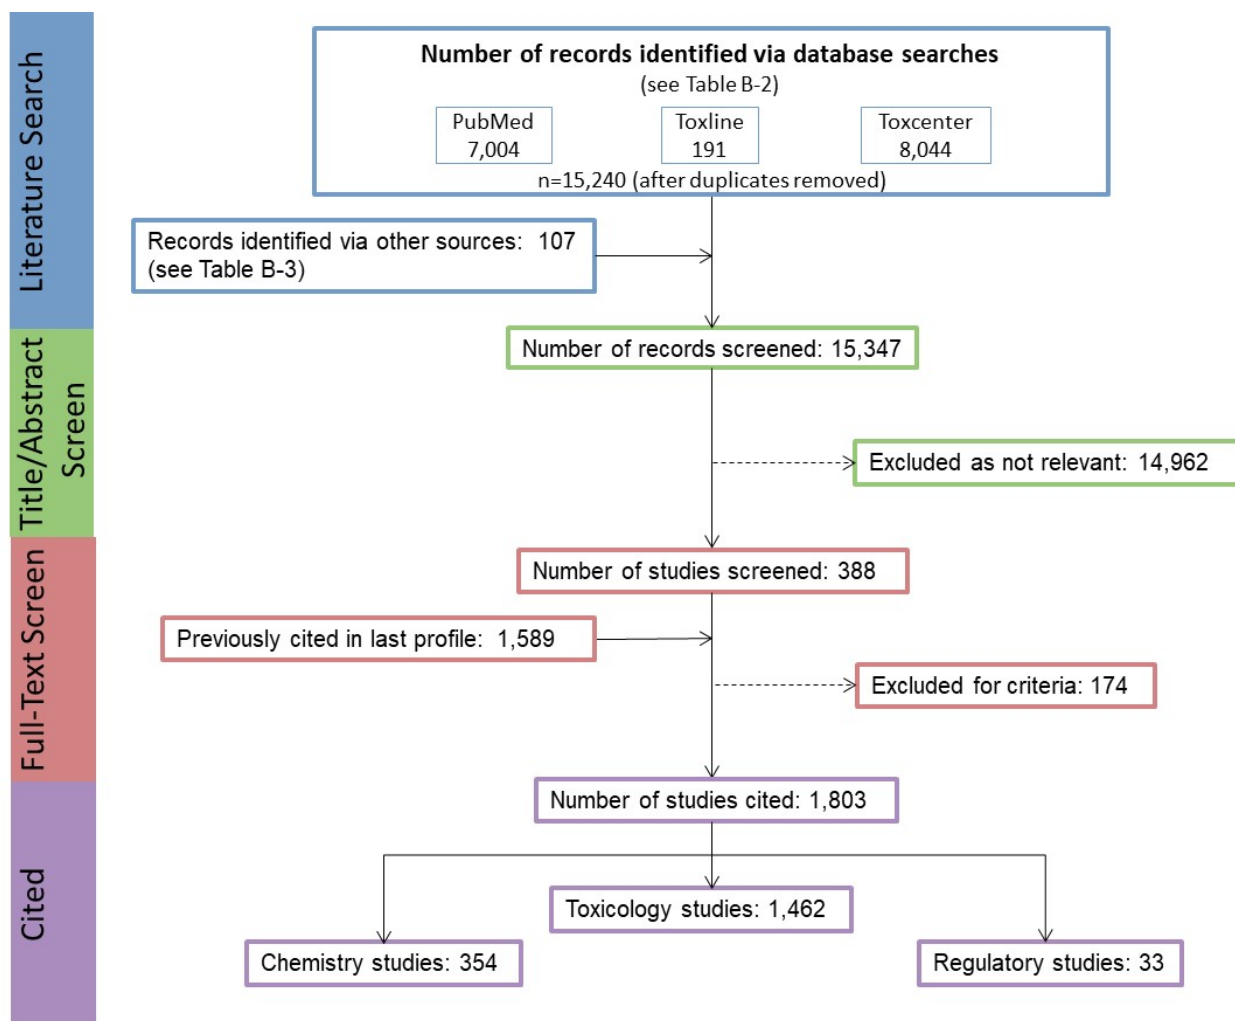 Literature Search
Number of records identified via database searches
(see Table B-2)
PubMed
7,004
Toxline
191
Toxcenter
8,044
n=15,240 (after duplicates removed)
Records identified via other sources: 107
(see Table B-3)
Title/Abstract
Screen
Number of records screened: 15,347
Excluded as not relevant: 14,962
Full-Text Screen
Number of studies screened: 388
Previously cited in last profile: 1,589
Excluded for criteria: 174
Cited
Number of studies cited: 1,803
Toxicology studies: 1,462
Chemistry studies: 354
Regulatory studies: 33